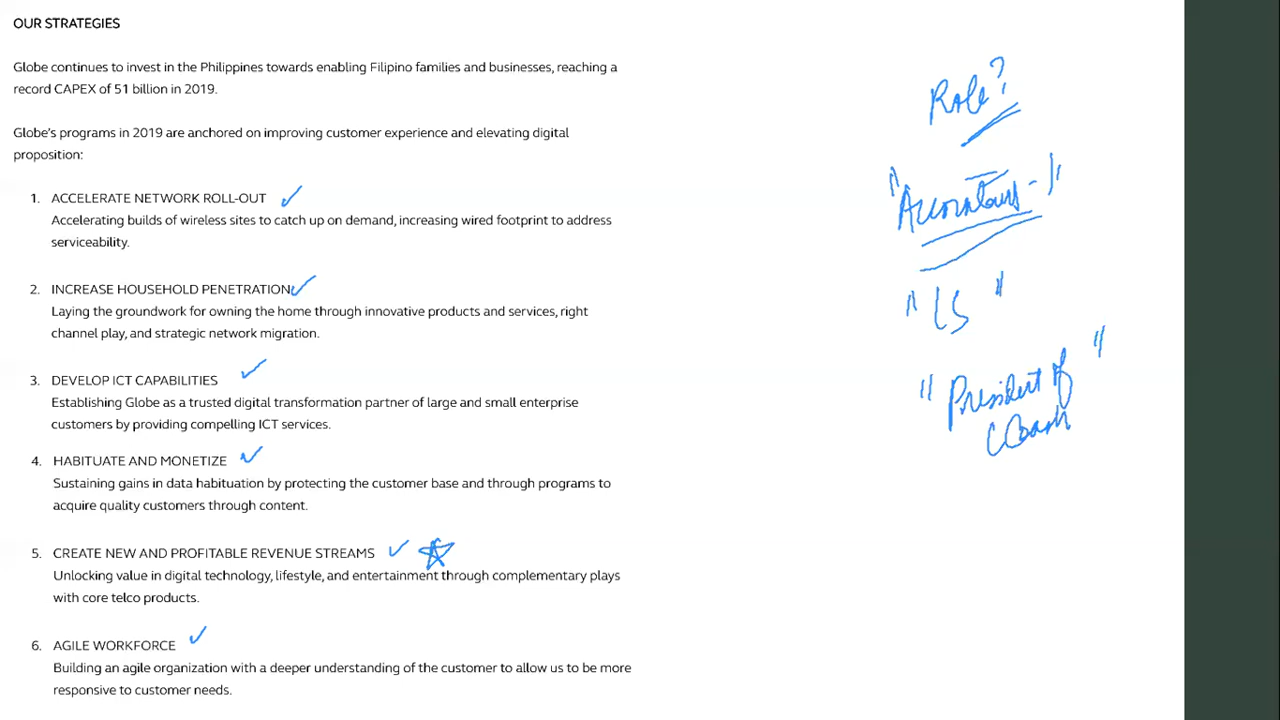 OUR STRATEGIES
Globe continues to invest in the Philippines towards enabling Filipino families and businesses, reaching a
record CAPEX of 51 billion in 2019.
Globe's programs in 2019 are anchored on improving customer experience and elevating digital
proposition:
1. ACCELERATE NETWORK ROLL-OUT
Accelerating builds of wireless sites to catch up on demand, increasing wired footprint to address
serviceability.
2. INCREASE HOUSEHOLD PENETRATION
Laying the groundwork for owning the home through innovative products and services, right
channel play, and strategic network migration.
3. DEVELOP ICT CAPABILITIES
Establishing Globe as a trusted digital transformation partner of large and small enterprise
customers by providing compelling ICT services.
4. HABITUATE AND MONETIZE
Sustaining gains in data habituation by protecting the customer base and through programs to
acquire quality customers through content.
5. CREATE NEW AND PROFITABLE REVENUE STREAMS
Unlocking value in digital technology, lifestyle, and entertainment through complementary plays
with core telco products.
6. AGILE WORKFORCE
Building an agile organization with a deeper understanding of the customer to allow us to be more
responsive to customer needs.
Role?
"President of